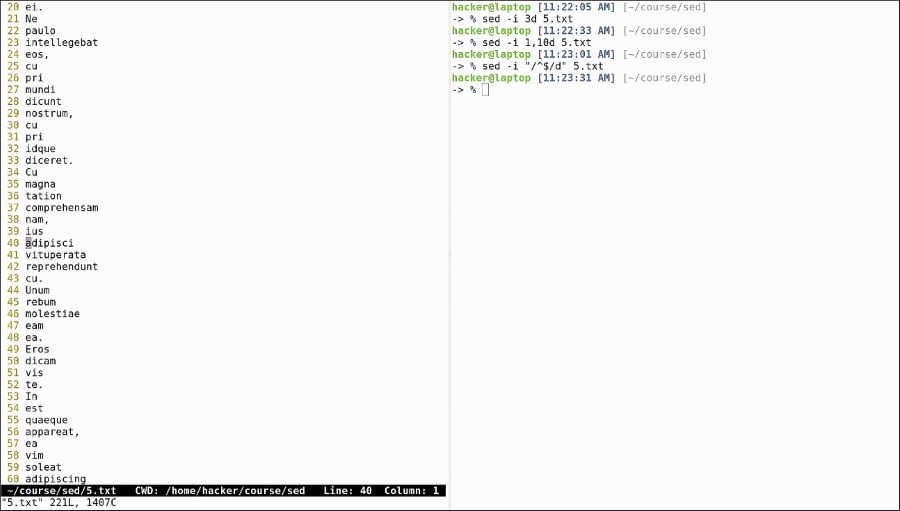 20 ei.
21 Ne
22 paulo
23 intellegebat
24 eos,
25 cu
26 pri
27 mundi
28 dicunt
29 nostrum,
30 cu
31 pri
32 idque
33 diceret.
34 Cu
35 magna
36 tation
37 comprehensam
38 nam,
39 ius
40 adipisci
41 vituperata
42 reprehendunt
43 cu.
44 Unum
45 rebum
46 molestiae
47 eam
48 ea.
49 Eros
50 dicam
51 vis
52 te.
53 In
54 est
55 quaeque
56 appareat,
57 ea
58 vim
59 soleat
60 adipiscing
~/course/sed/5.txt CWD: /home/hacker/course/sed Line: 40 Column: 1
"5.txt" 221L, 1407C
hacker@laptop [11:22:05 AM] [~/course/sed]
-> % sed -i 3d 5.txt
hacker@laptop [11:22:33 AM] [~/course/sed]
-> % sed -i 1,10d 5.txt
hacker@laptop [11:23:01 AM] [~/course/sed]
-> % sed -i "/^$/d" 5.txt
hacker@laptop [11:23:31 AM] [~/course/sed]
-> %